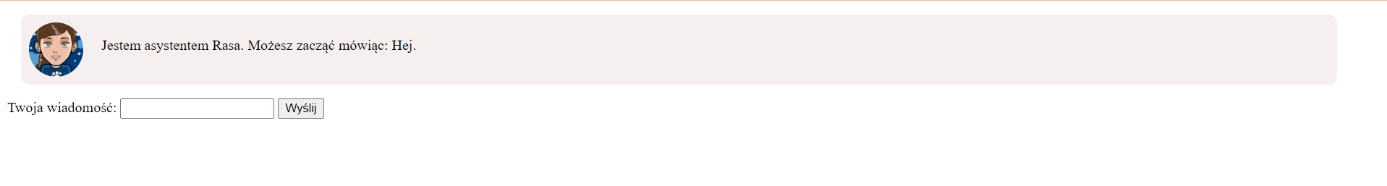 Jestem asystentem Rasa. Możesz zacząć mówiąc: Hej.
Twoja wiadomość: Wyślij